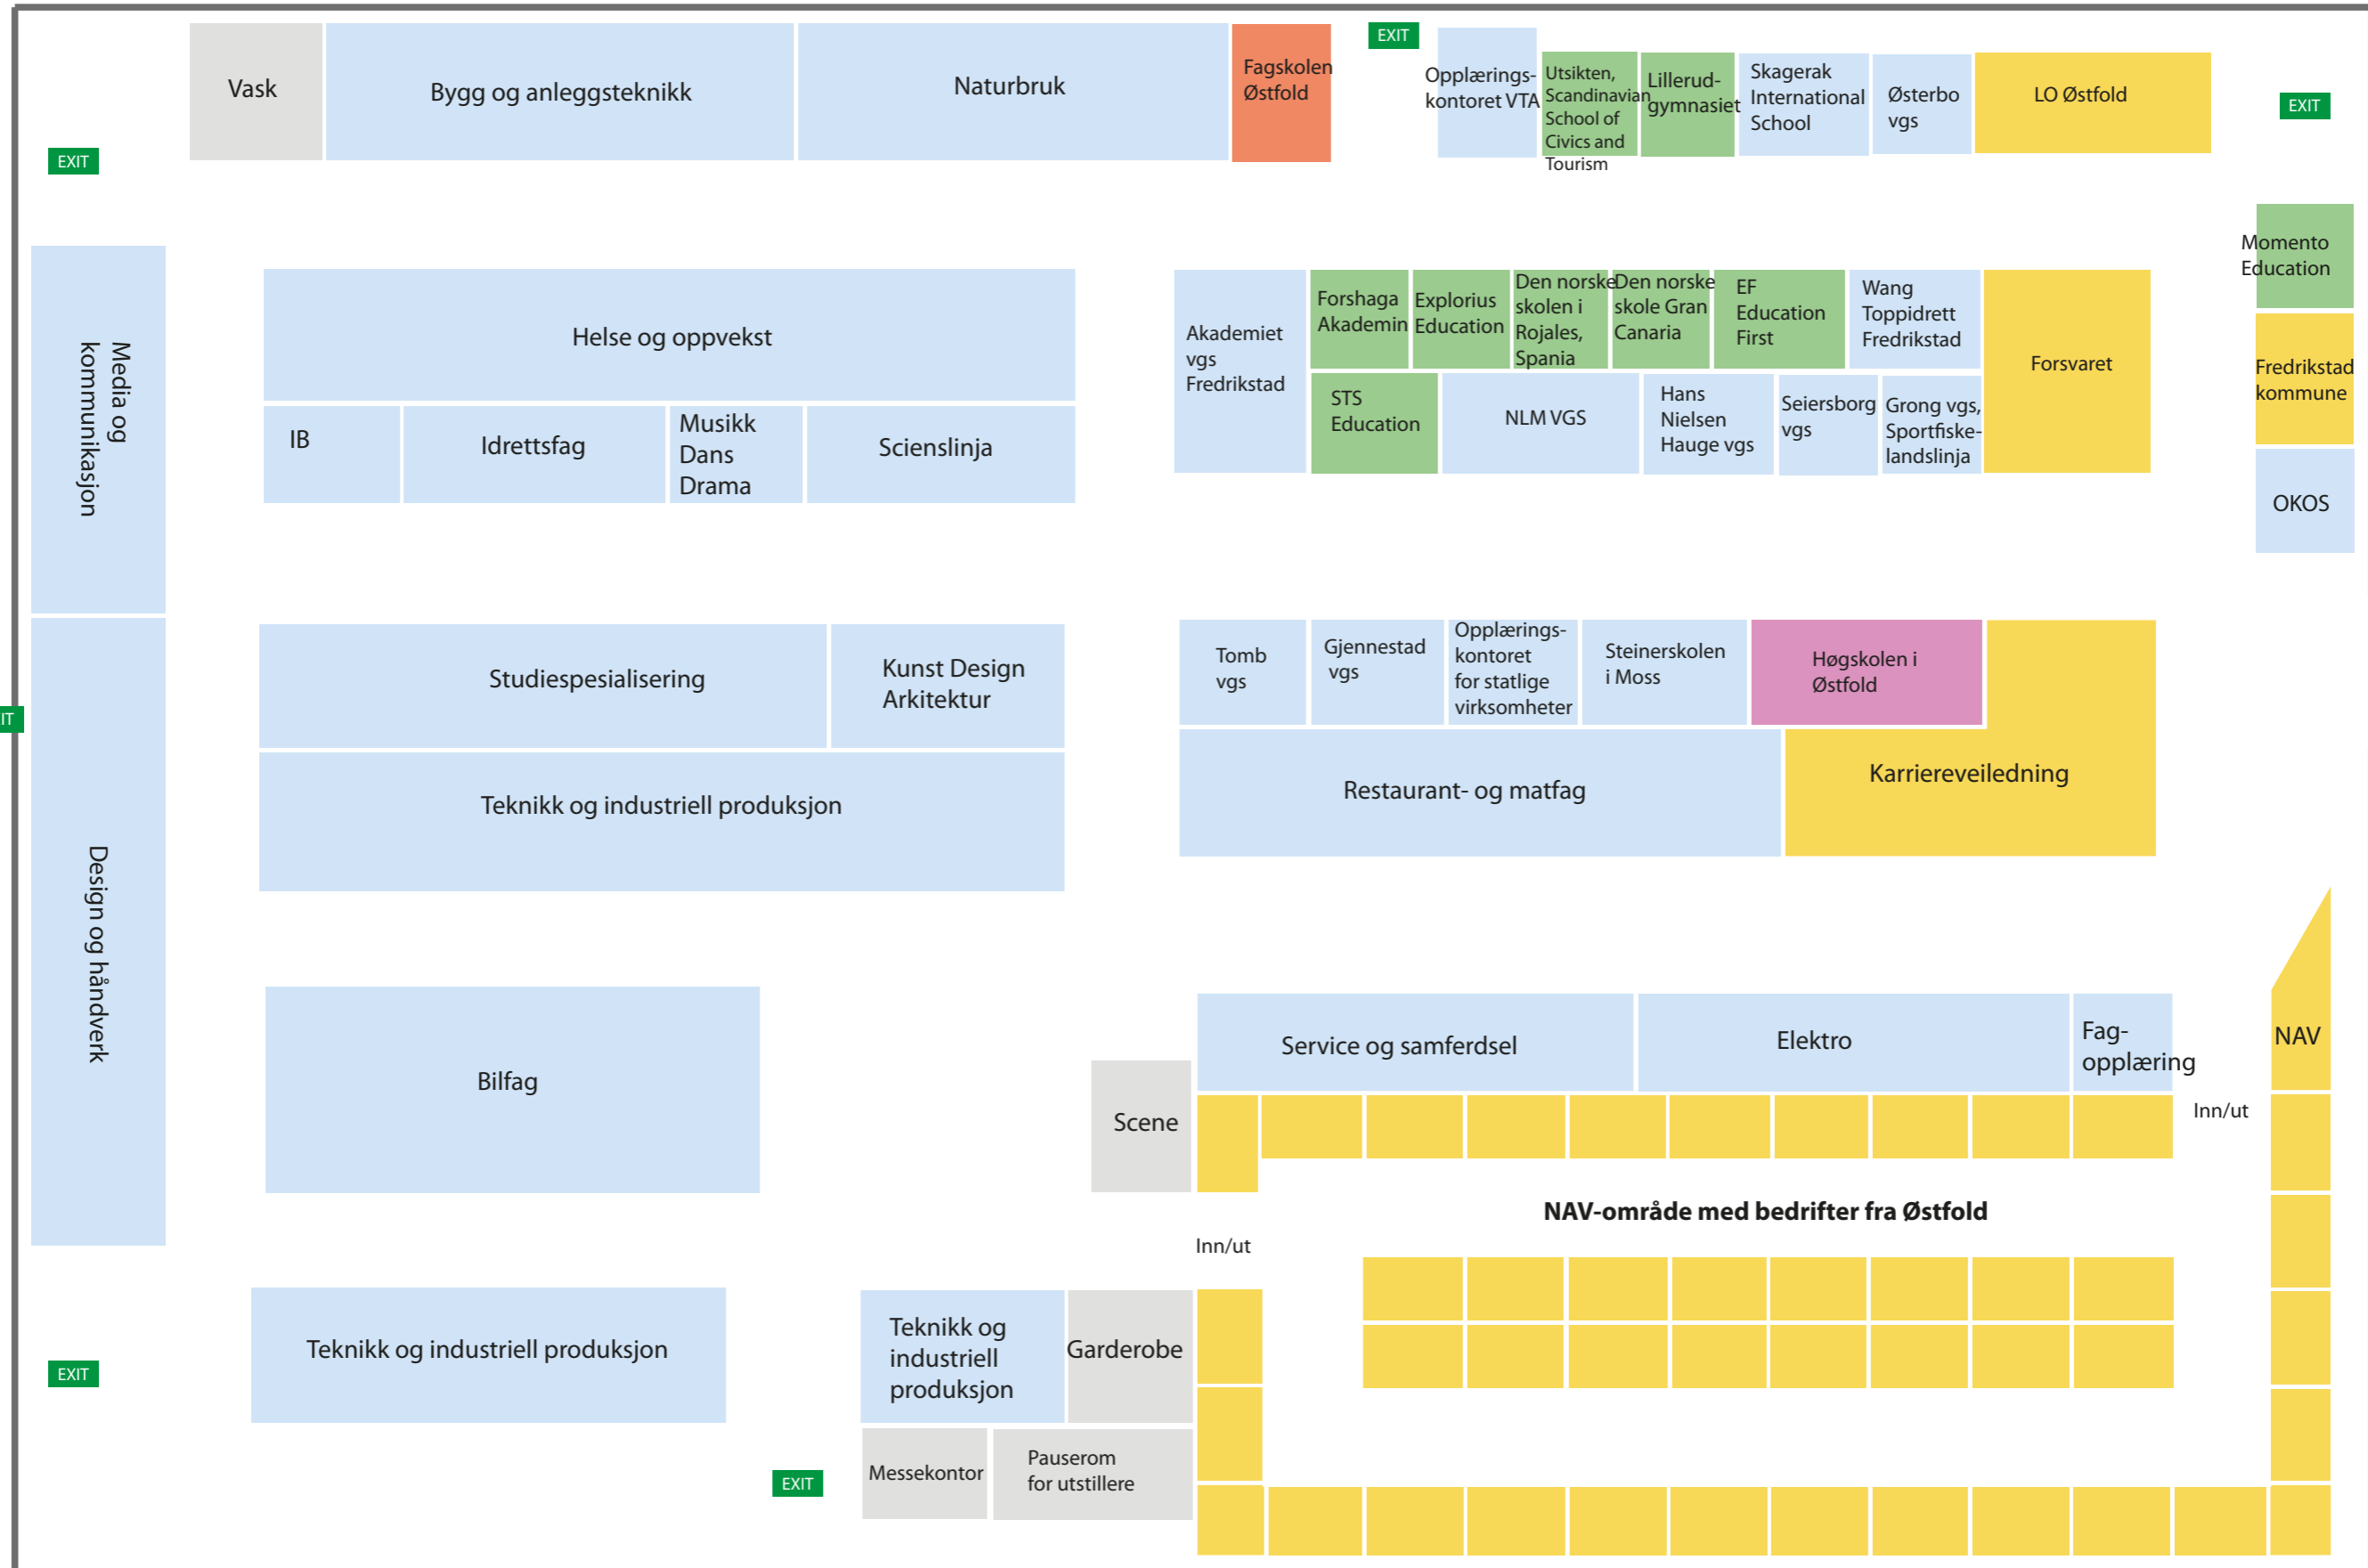 EXIT
Vask
Bygg og anleggsteknikk
Naturbruk
Fagskolen
Østfold
EXIT
Opplærings-
kontoret VTA
Utsikten,
Scandinavian
School of
Civics and
Tourism
Lillerud-
gymnasiet
Skagerak
International
School
Østerbo
vgs
LO Østfold
EXIT
Media og
kommunikasjon
Helse og oppvekst
IB
Idrettsfag
Musikk
Dans
Drama
Scienslinja
Akademiet
vgs
Fredrikstad
Forshaga
Akademin
Explorius
Education
Den norske
skolen i
Rojales,
Spania
Den norske
skole Gran
Canaria
EF
Education
First
Wang
Toppidrett
Fredrikstad
Forsvaret
STS
Education
NLM VGS
Hans
Nielsen
Hauge vgs
Seiersborg
vgs
Grong vgs,
Sportfiske-
landslinja
Momento
Education
Fredrikstad
kommune
OKOS
IT
Design og håndverk
Studiespesialisering
Kunst Design
Arkitektur
Teknikk og industriell produksjon
Tomb
vgs
Gjennestad
vgs
Opplærings-
kontoret
for statlige
virksomheter
Steinerskolen
i Moss
Høgskolen i
Østfold
Restaurant- og matfag
Karriereveiledning
Bilfag
Scene
Service og samferdsel
Elektro
Fag-
opplæring
NAV
Inn/ut
NAV-område med bedrifter fra Østfold
Inn/ut
Teknikk og industriell produksjon
Teknikk og
industriell
produksjon
Garderobe
EXIT
Messekontor
Pauserom
for utstillere
EXIT